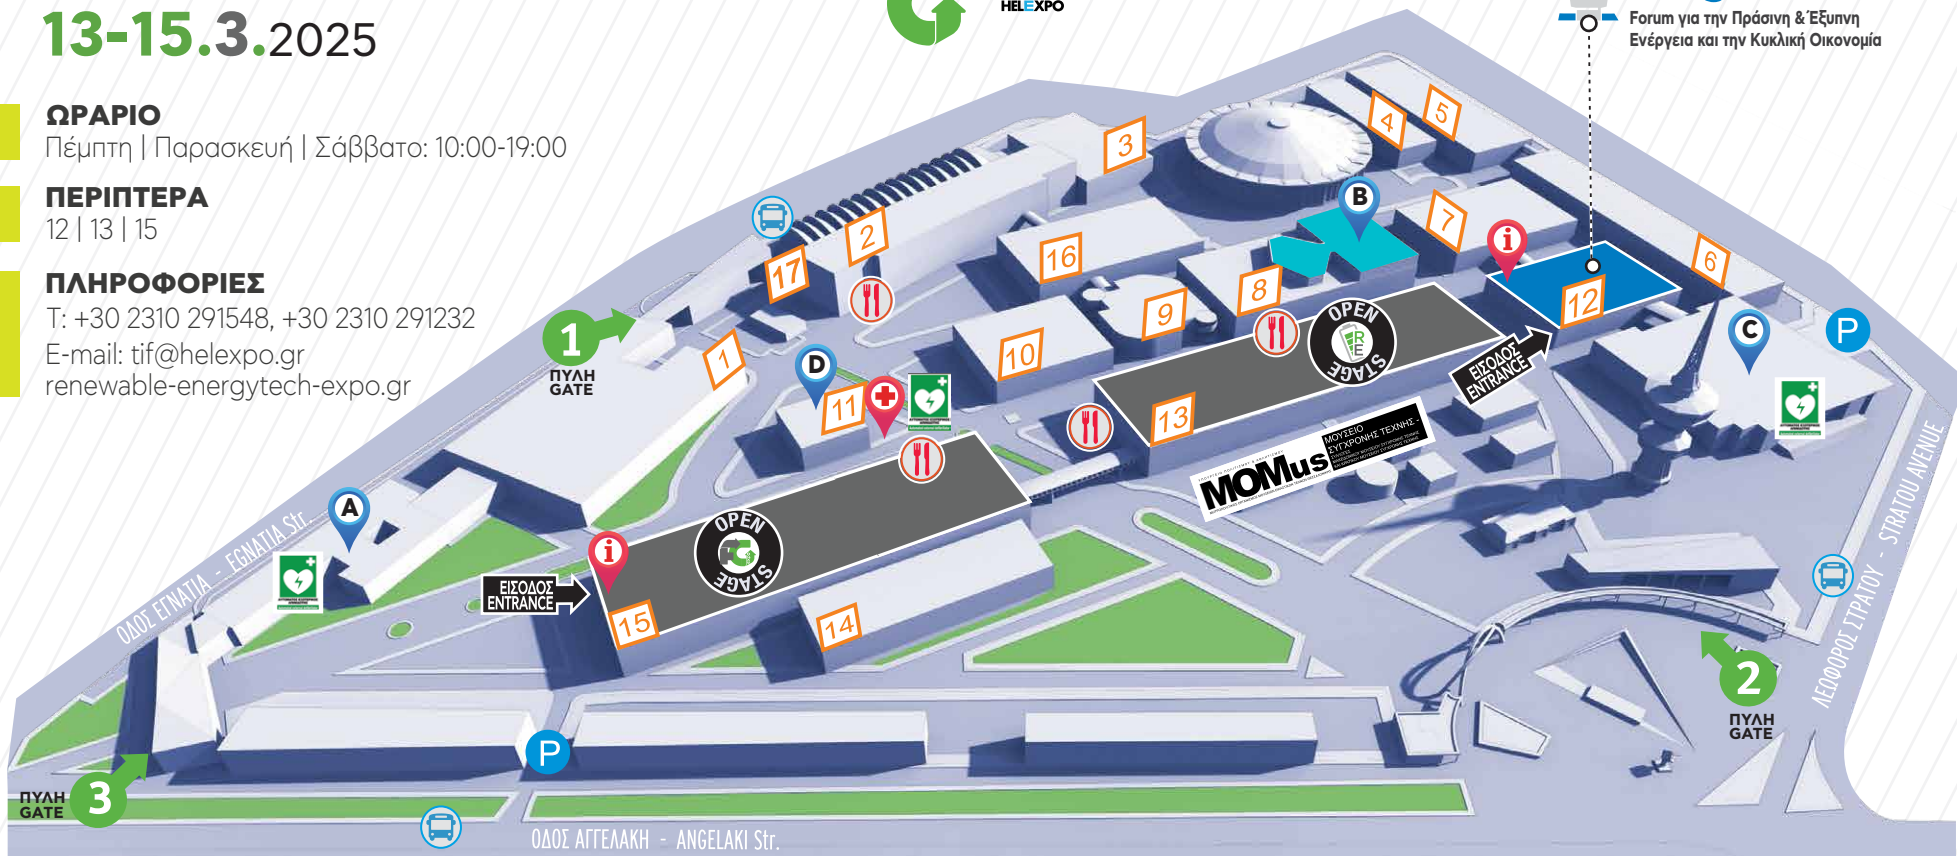 13-15.3.2025
HELEXPO
Forum για την Πράσινη & Έξυπνη
Ενέργεια και την Κυκλική Οικονομία
ΩΡΑΡΙΟ
Πέμπτη | Παρασκευή | Σάββατο: 10:00-19:00
ΠΕΡΙΠΤΕΡΑ
12 | 13 | 15
ΠΛΗΡΟΦΟΡΙΕΣ
T: +30 2310 291548, +30 2310 291232
E-mail: tif@helexpo.gr
renewable-energytech-expo.gr
5
4
3
B
7
2
i
16
6
17
8
12
9
OPEN
RE
STAGE
C
P
1
ΠΥΛΗ
GATE
1
10
D
ΕΙΣΟΔΟΣ
ENTRANCE
11
13
ΜΟΥΣΕΙΟ
ΣΥΓΧΡΟΝΗΣ ΤΕΧΝΗΣ -
MOMus
A
ΟΔΟΣ ΕΓΝΑΤΙΑ - EGNATIA Str.
OPEN
STAGE
i
ΕΙΣΟΔΟΣ
ENTRANCE
15
14
ΛΕΩΦΟΡΟΣ ΣΤΡΑΤΟΥ - STRATOU AVENUE
2
ΠΥΛΗ
GATE
P
ΠΥΛΗ
GATE
3
ΟΔΟΣ ΑΓΓΕΛΑΚΗ - ANGELAKI Str.